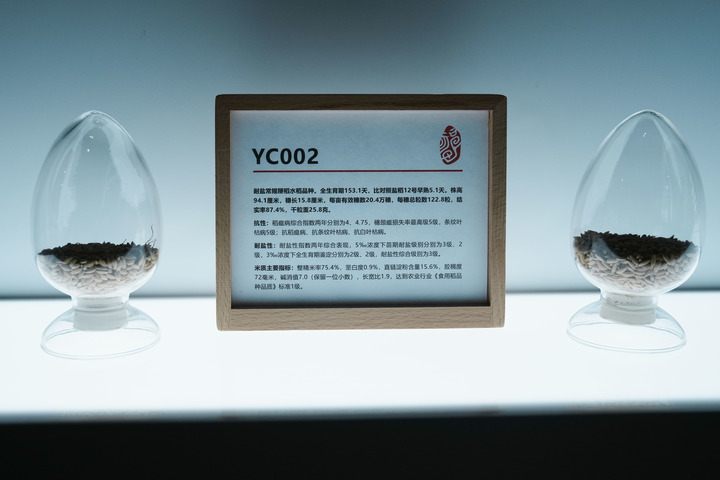 YC002
耐盐常规粳稻水稻品种。全生育期153.1天，比对照盐稻12号早熟5.1天，株高
94.1厘米，穗长15.8厘米，每亩有效穗数20.4万穗，每穗总粒数122.8粒，结
实率87.4%，千粒重25.8克。
抗性：稻瘟病综合指数两年分别为4、4.75，穗颈瘟损失率最高级5级，条纹叶
枯病5级；抗稻瘟病、抗条纹叶枯病、抗白叶枯病。
耐盐性：耐盐性指数两年综合表现，5‰浓度下苗期耐盐级别分别为3级，2
级，3‰浓度下全生育期鉴定分别为2级、2级，耐盐性综合级别为3级。
米质主要指标：整精米率75.4%，垩白度0.9%，直链淀粉含量15.6%，胶稠度
72毫米，碱消值7.0（保留一位小数），长宽比1.9，达到农业行业《食用稻品
种品质》标准1级。